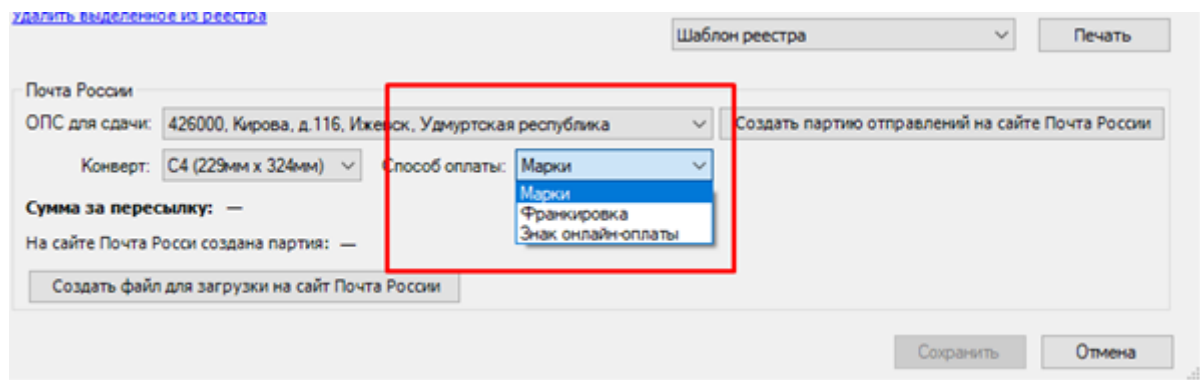 Удалить выделенное из реестра
Шаблон реестра Печать
Почта России
ОПС для сдачи: 426000, Кирова, д.116, Ижевск, Удмуртская республика Создать партию отправлений на сайте Почта России
Конверт: C4 (229мм x 324мм) Способ оплаты: Марки
Марки
Франкировка
Знак онлайн-оплаты
Сумма за пересылку: —
На сайте Почта Росси создана партия: —
Создать файл для загрузки на сайт Почта России
Сохранить Отмена